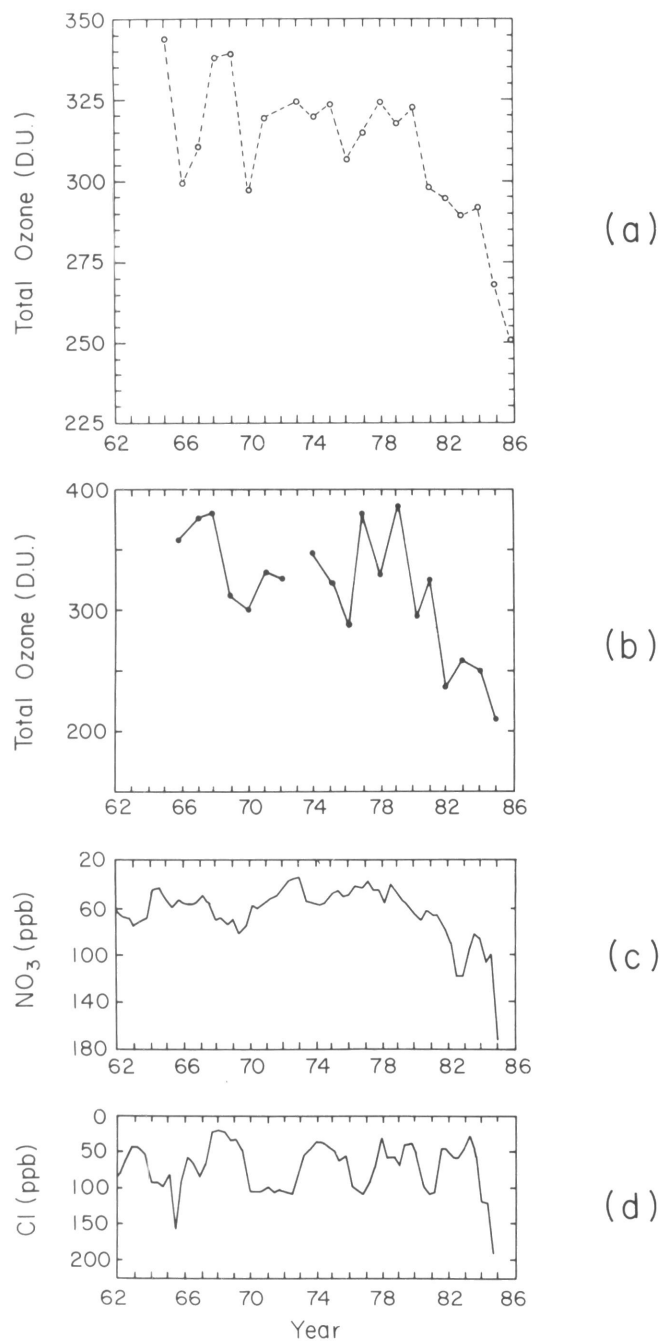 350
325
300
275
250
225
Total Ozone (D.U.)
62 66 70 74 78 82 86
(a)
400
300
200
Total Ozone (D.U.)
62 66 70 74 78 82 86
(b)
20
60
100
140
180
NO3 (ppb)
62 66 70 74 78 82 86
(c)
0
50
100
150
200
Cl (ppb)
62 66 70 74 78 82 86
Year
(d)